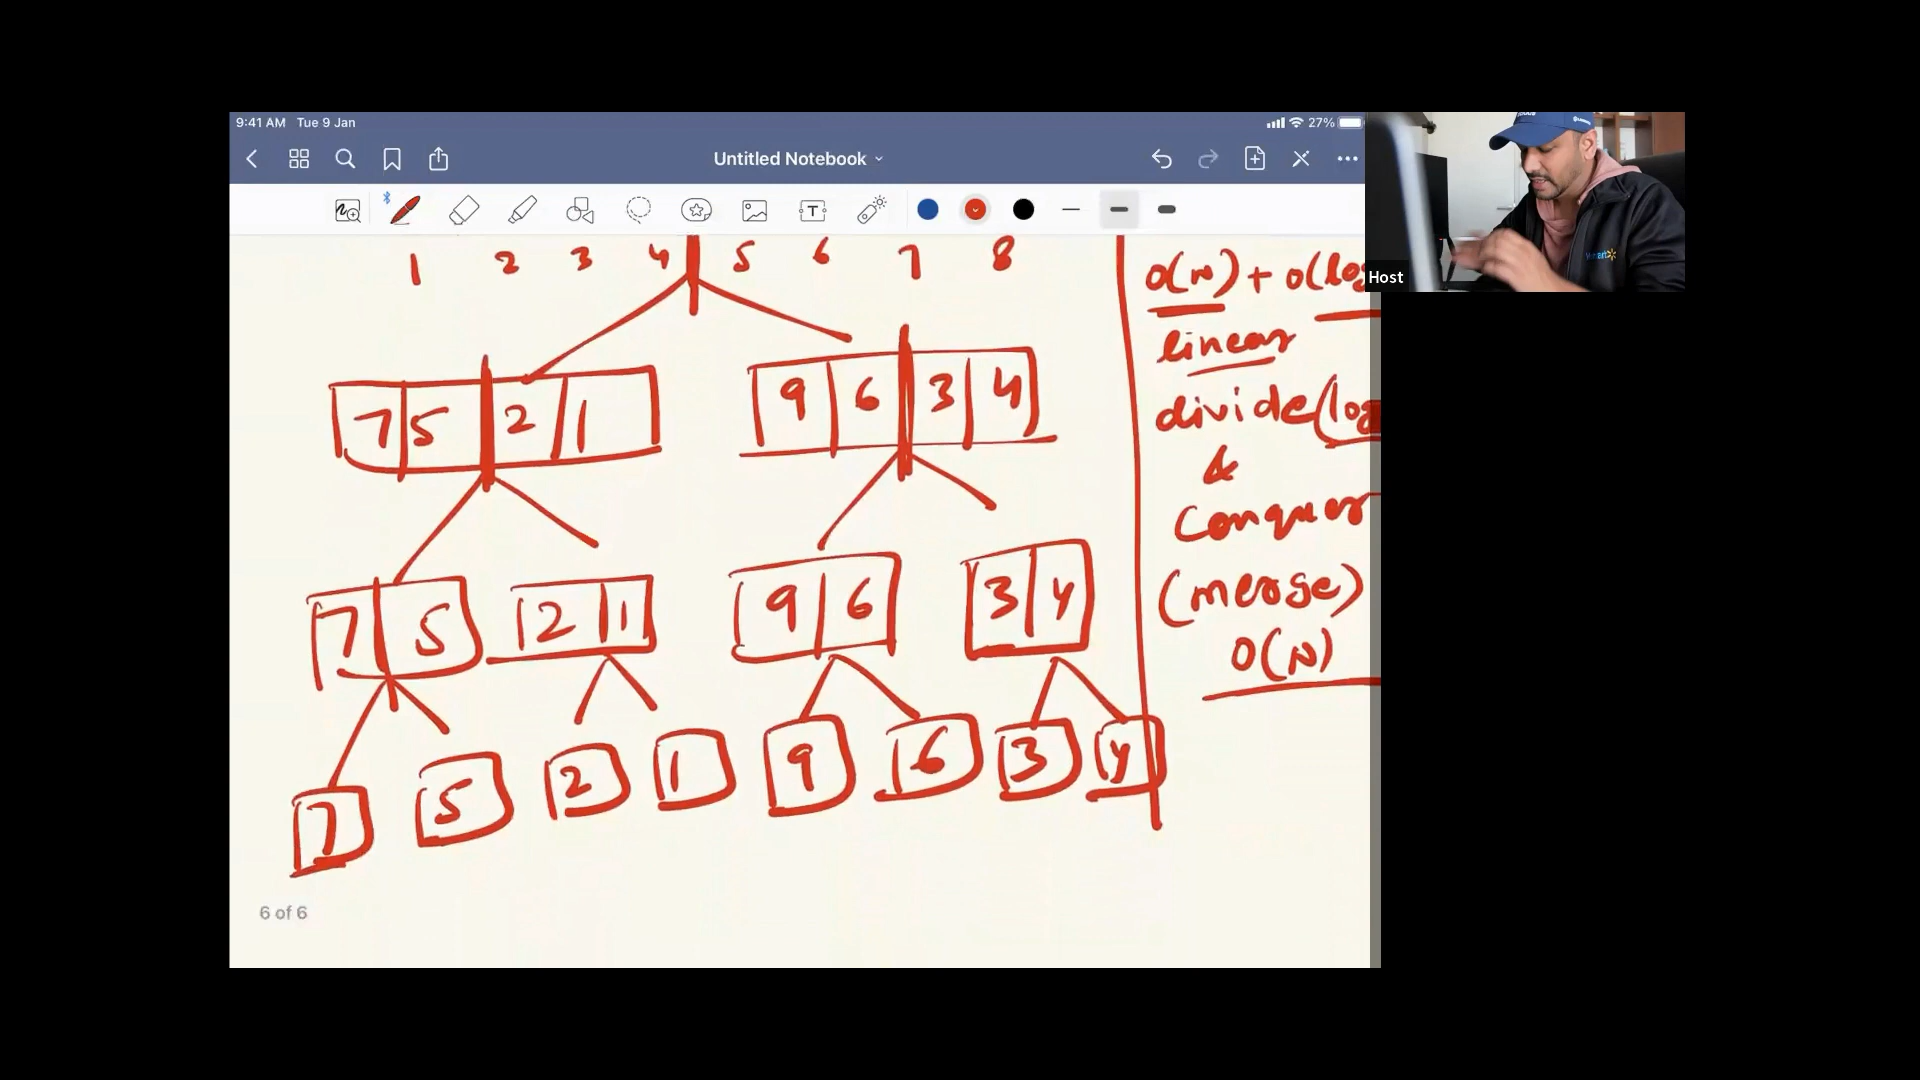 9:41 AM Tue 9 Jan
27%
Untitled Notebook
T
Host
1 2 3 4 5 6 7 8
7 5 2 1
9 6 3 4
7 5
2 1
9 6
3 4
7 5 2 1 9 6 3 4
O(N) + O(log
linear
divide (log
&
Conquer
(merge)
O(N)
6 of 6